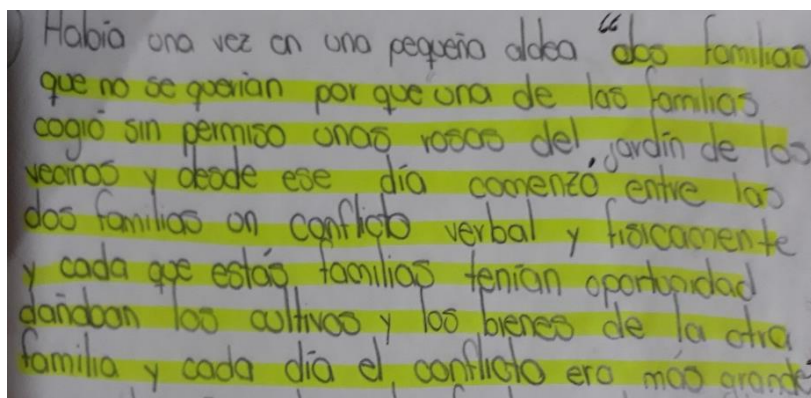 Había una vez en una pequeña aldea "dos familias
que no se querian por que una de las familias
cogió sin permiso unas rosas del jardín de los
vecinos y desde ese día comenzó entre las
dos familias un conflicto verbal y fisicamente
y cada que estás familias tenían oportunidad
dañaban los cultivos y los bienes de la otra
familia y cada día el conflicto era más grande"